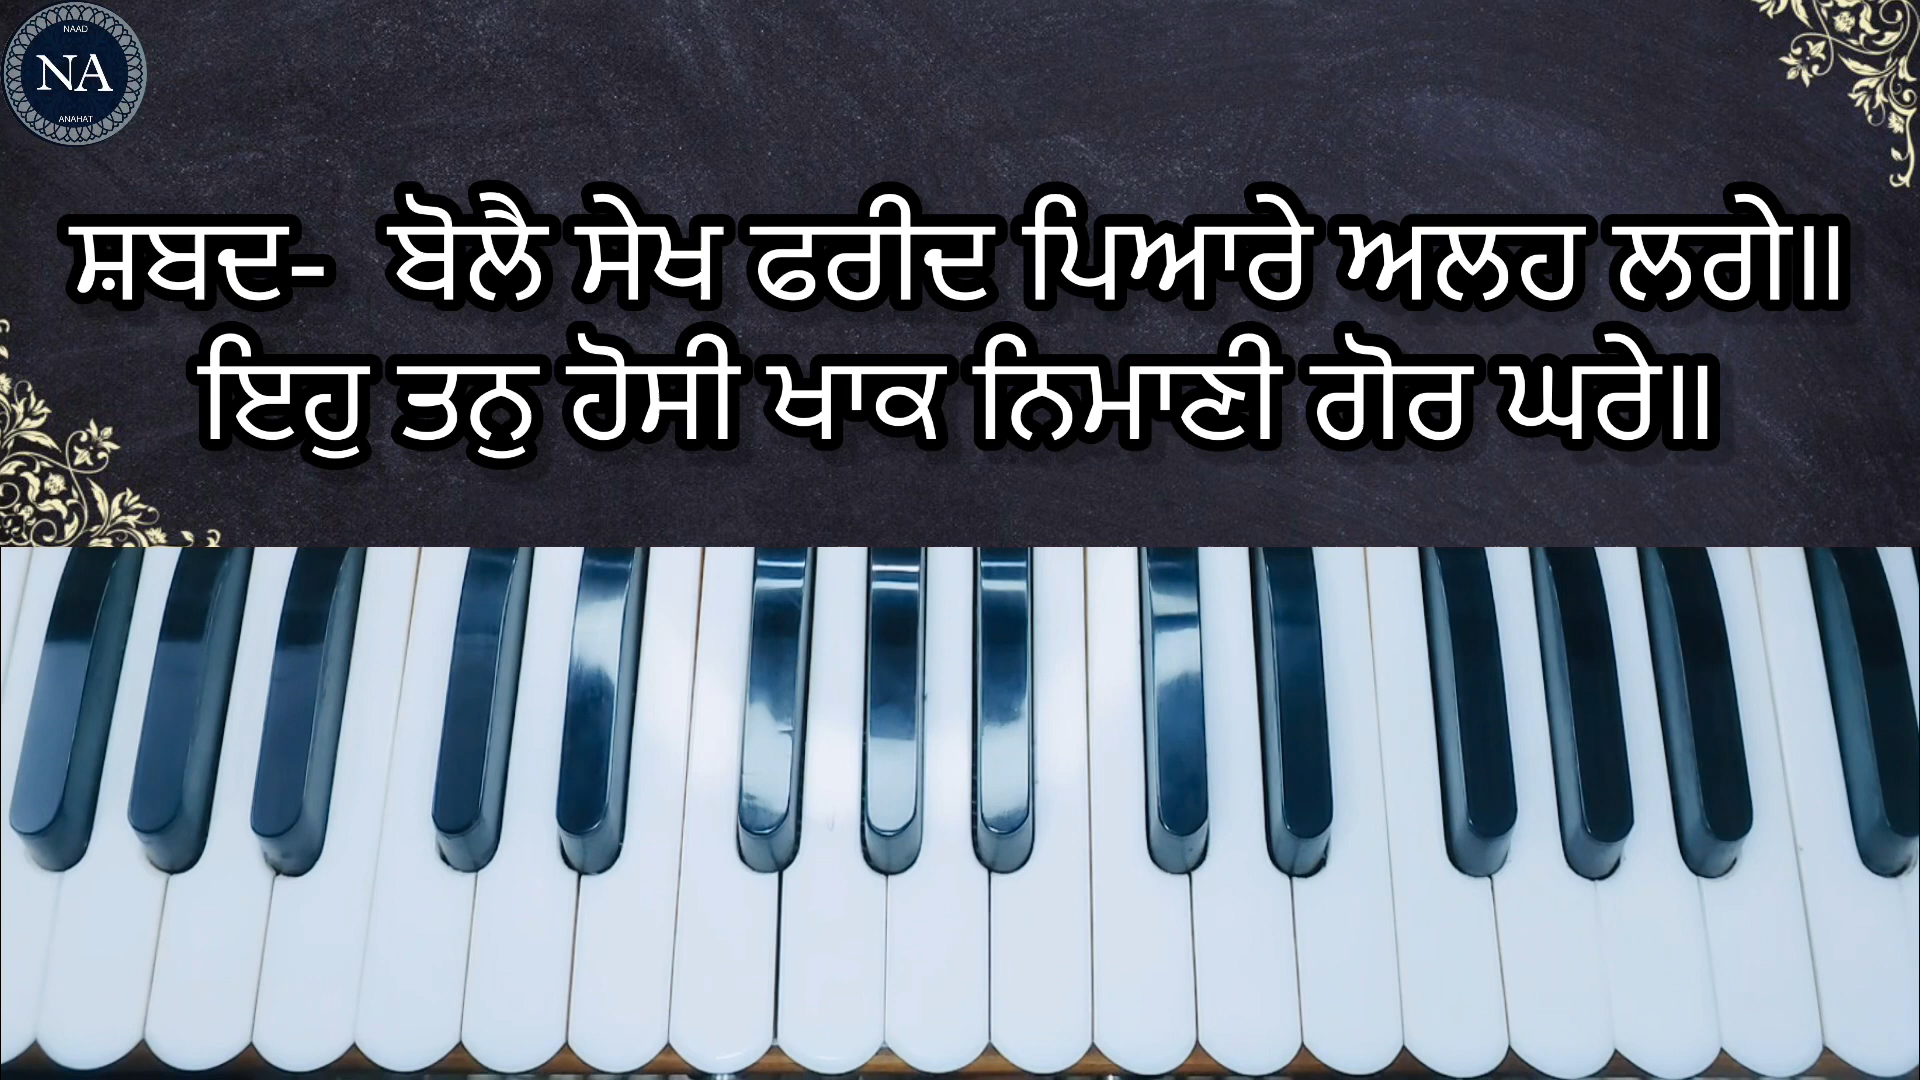 NAAD
NA
ANAHAT
ਸ਼ਬਦ- ਬੋਲੈ ਸੇਖ ਫਰੀਦ ਪਿਆਰੇ ਅਲਹ ਲਗੇ॥
ਇਹੁ ਤਨੁ ਹੋਸੀ ਖਾਕ ਨਿਮਾਣੀ ਗੋਰ ਘਰੇ॥